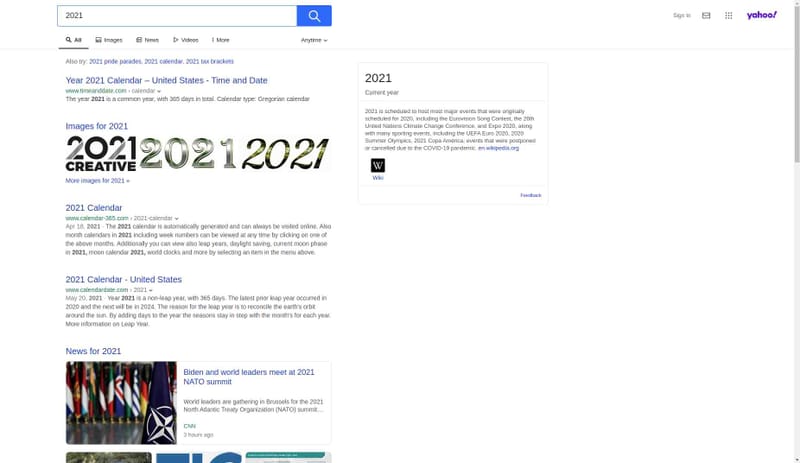 2021
Sign In
yahoo!
All
Images
News
Videos
More
Anytime
Also try: 2021 pride parades, 2021 calendar, 2021 tax brackets
Year 2021 Calendar – United States - Time and Date
www.timeanddate.com › calendar
The year 2021 is a common year, with 365 days in total. Calendar type: Gregorian calendar
Images for 2021
2021
CREATIVE
2021
2021
More images for 2021 »
2021 Calendar
www.calendar-365.com › 2021-calendar
Apr 18, 2021 · The 2021 calendar is automatically generated and can always be visited online. Also
month calendars in 2021 including week numbers can be viewed at any time by clicking on one of
the above months. Additionally you can view also leap years, daylight saving, current moon phase
in 2021, moon calendar 2021, world clocks and more by selecting an item in the menu above.
2021 Calendar - United States
www.calendardate.com › 2021
May 20, 2021 · Year 2021 is a non-leap year, with 365 days. The latest prior leap year occurred in
2020 and the next will be in 2024. The reason for the leap year is to reconcile the earth's orbit
around the sun. By adding days to the year the seasons stay in step with the month's for each year.
More information on Leap Year.
News for 2021
Biden and world leaders meet at 2021
NATO summit
World leaders are gathering in Brussels for the 2021
North Atlantic Treaty Organization (NATO) summit...
CNN
3 hours ago
2021
Current year
2021 is scheduled to host most major events that were originally
scheduled for 2020, including the Eurovision Song Contest, the 26th
United Nations Climate Change Conference, and Expo 2020, along
with many sporting events, including the UEFA Euro 2020, 2020
Summer Olympics, 2021 Copa América, events that were postponed
or cancelled due to the COVID-19 pandemic. en.wikipedia.org
W
Wiki
Feedback